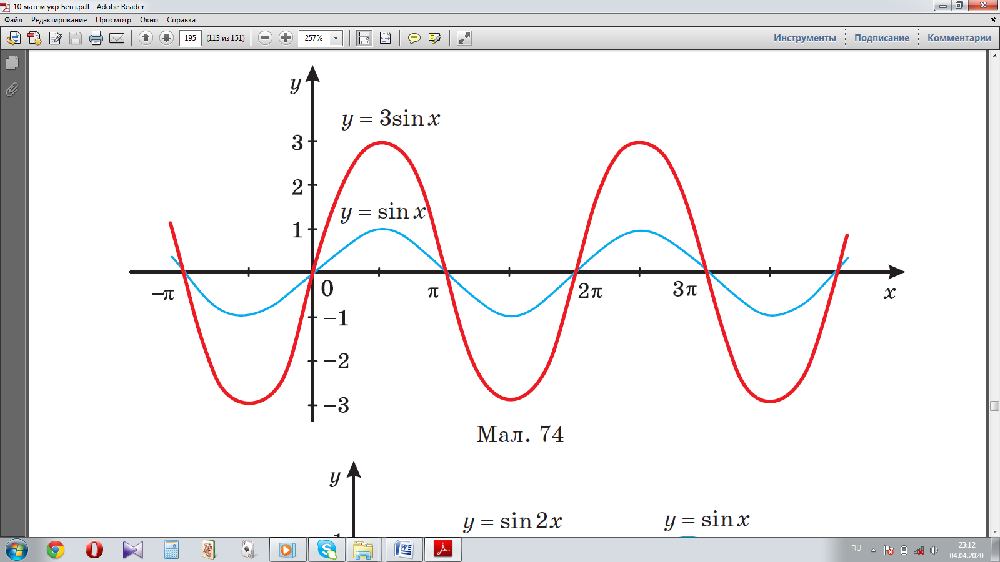 10 матем укр Бевз.pdf - Adobe Reader
Файл Редактирование Просмотр Окно Справка
195 (113 из 151) 257% Инструменты Подписание Комментарии
y
y = 3sin x
3
2
y = sin x
1
−π 0 π 2π 3π x
−1
−2
−3
Мал. 74
y
y = sin 2x y = sin x
1
RU 23:12
04.04.2020